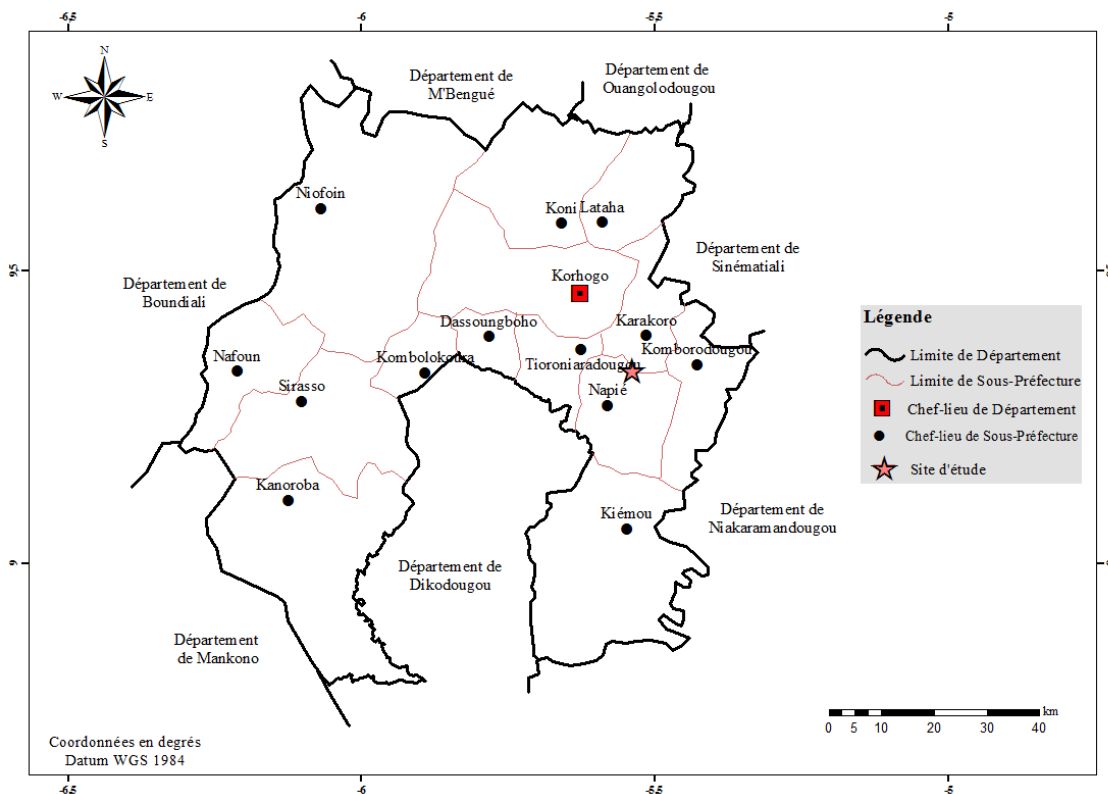 -6.5
-6
-5.5
-5
N
W
E
S
Département de
M'Bengué
Département de
Ouangolodougou
Niofoin
Koni
Lataha
Département de
Sinématiali
9.5
9.5
Korhogo
Département de
Boundiali
Dassoungboho
Karakoro
Nafoun
Kombolokoura
Tioroniaradougou
Komborodougou
Sirasso
Napié
Légende
Limite de Département
Limite de Sous-Préfecture
Chef-lieu de Département
Chef-lieu de Sous-Préfecture
Site d'étude
Kanoroba
Kiémou
Département de
Niakaramandougou
9
9
Département de
Dikodougou
Département
de Mankono
km
0 5 10 20 30 40
Coordonnées en degrés
Datum WGS 1984
-6.5
-6
-5.5
-5